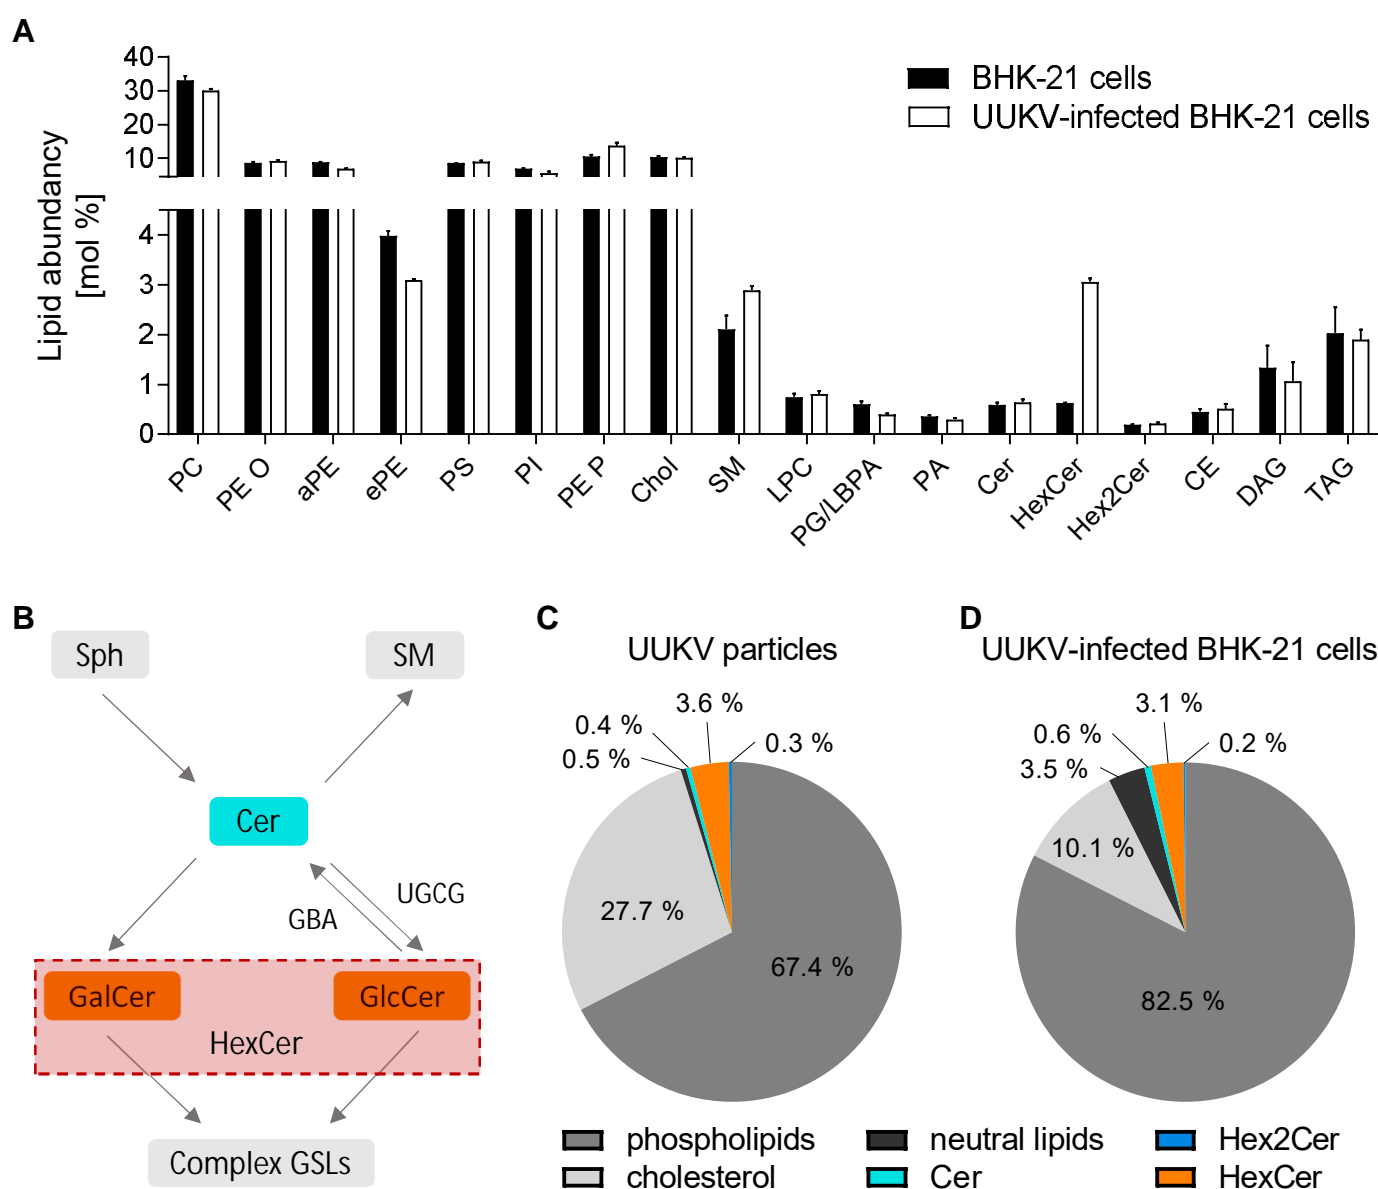 A
Lipid abundancy
[mol %]
40
30
20
10
4
3
2
1
0
BHK-21 cells
UUKV-infected BHK-21 cells
PC
PE O
aPE
ePE
PS
PI
PE P
Chol
SM
LPC
PG/LBPA
PA
Cer
HexCer
Hex2Cer
CE
DAG
TAG
B
Sph
SM
Cer
GBA
UGCG
GalCer
GlcCer
HexCer
Complex GSLs
C
UUKV particles
3.6 %
0.4 %
0.3 %
0.5 %
27.7 %
67.4 %
D
UUKV-infected BHK-21 cells
3.1 %
0.6 %
0.2 %
3.5 %
10.1 %
82.5 %
phospholipids
neutral lipids
Hex2Cer
cholesterol
Cer
HexCer